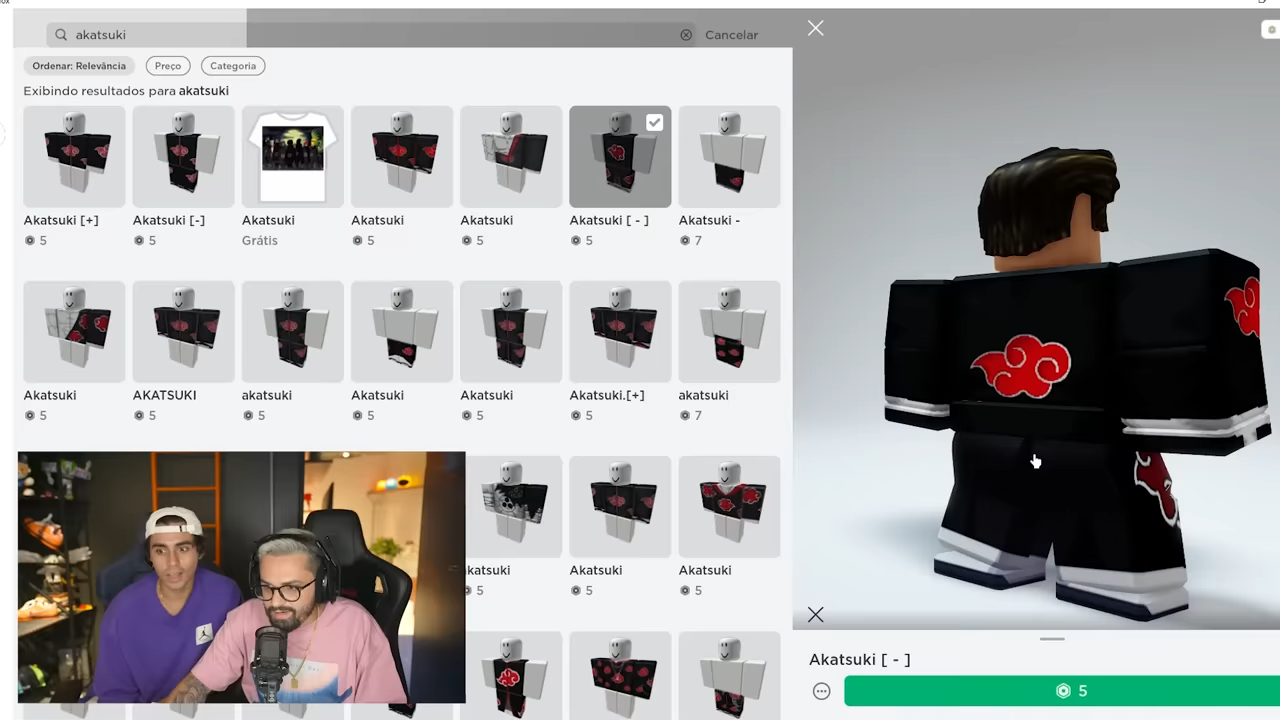 akatsuki
Cancelar
Ordenar: Relevância
Preço
Categoria
Exibindo resultados para akatsuki
Akatsuki [+]
Akatsuki [-]
Akatsuki
Akatsuki
Akatsuki
Akatsuki [ - ]
Akatsuki -
5
5
Grátis
5
5
5
7
Akatsuki
AKATSUKI
akatsuki
Akatsuki
Akatsuki
Akatsuki.[+]
akatsuki
5
5
5
5
5
5
7
katsuki
Akatsuki
Akatsuki
5
5
5
Akatsuki [ - ]
5